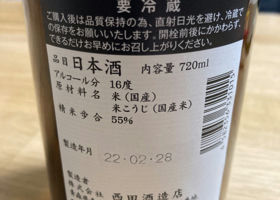 要冷蔵
ご購入後は品質保持の為、直射日光を避け、冷蔵で
の保存をお願いいたします。開栓前後にかかわらず、
できるだけお早めにお召し上がりください。
品目 日本酒 内容量 720ml
アルコール分 16度
原材料名 米(国産)
米こうじ(国産米)
精米歩合 55%
製造年月 22.02.28
製造者
株式会社 西田酒造店